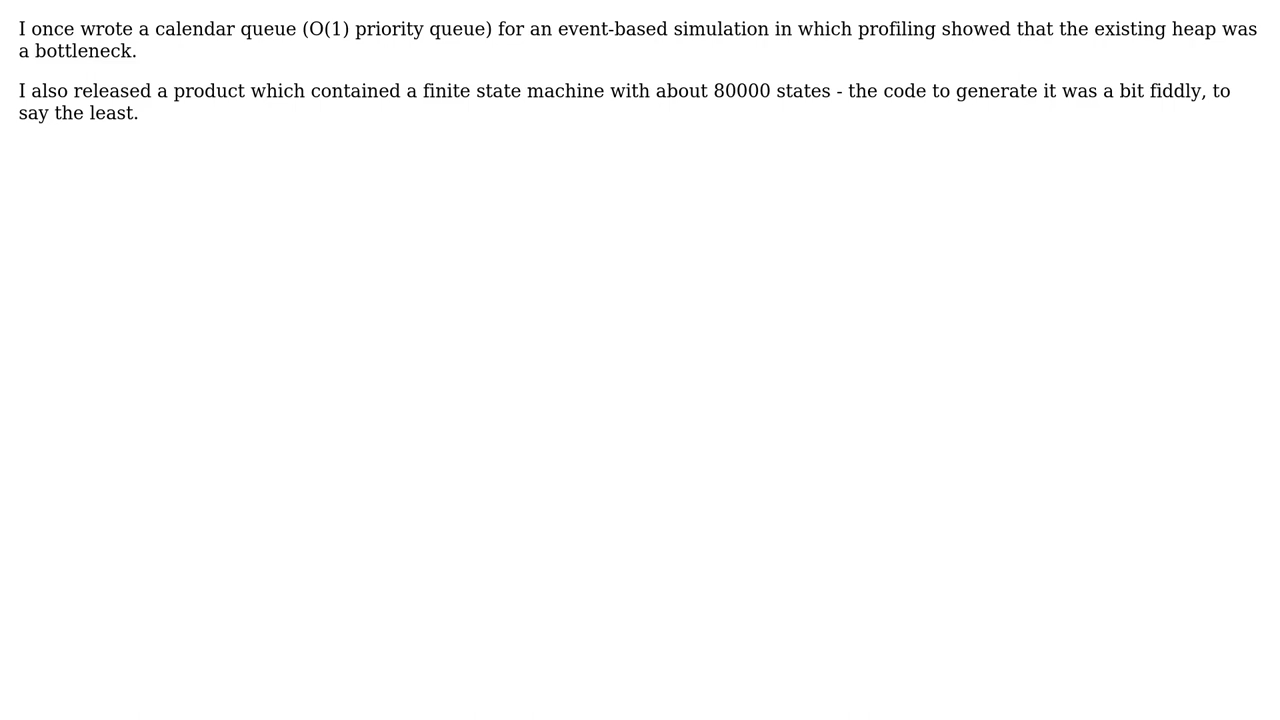 I once wrote a calendar queue (O(1) priority queue) for an event-based simulation in which profiling showed that the existing heap was
a bottleneck.
I also released a product which contained a finite state machine with about 80000 states - the code to generate it was a bit fiddly, to
say the least.